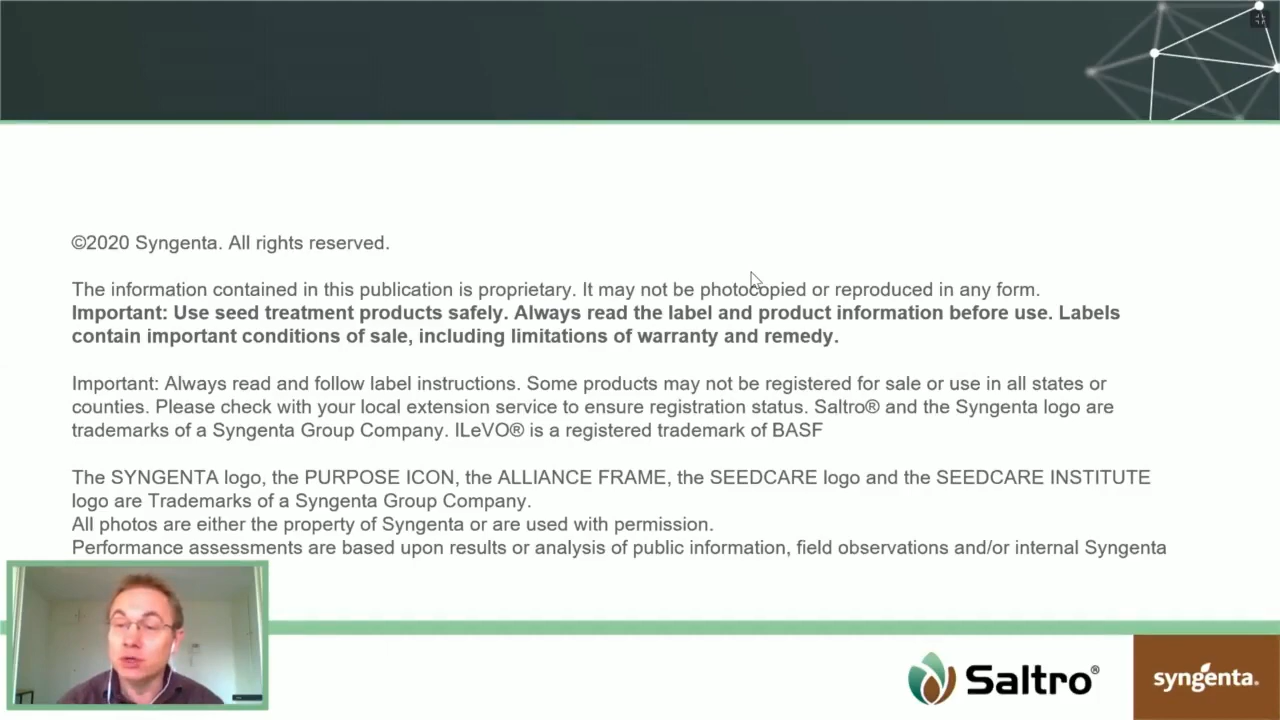 ©2020 Syngenta. All rights reserved.
The information contained in this publication is proprietary. It may not be photocopied or reproduced in any form.
Important: Use seed treatment products safely. Always read the label and product information before use. Labels
contain important conditions of sale, including limitations of warranty and remedy.
Important: Always read and follow label instructions. Some products may not be registered for sale or use in all states or
counties. Please check with your local extension service to ensure registration status. Saltro® and the Syngenta logo are
trademarks of a Syngenta Group Company. ILeVO® is a registered trademark of BASF
The SYNGENTA logo, the PURPOSE ICON, the ALLIANCE FRAME, the SEEDCARE logo and the SEEDCARE INSTITUTE
logo are Trademarks of a Syngenta Group Company.
All photos are either the property of Syngenta or are used with permission.
Performance assessments are based upon results or analysis of public information, field observations and/or internal Syngenta
Saltro®
syngenta.